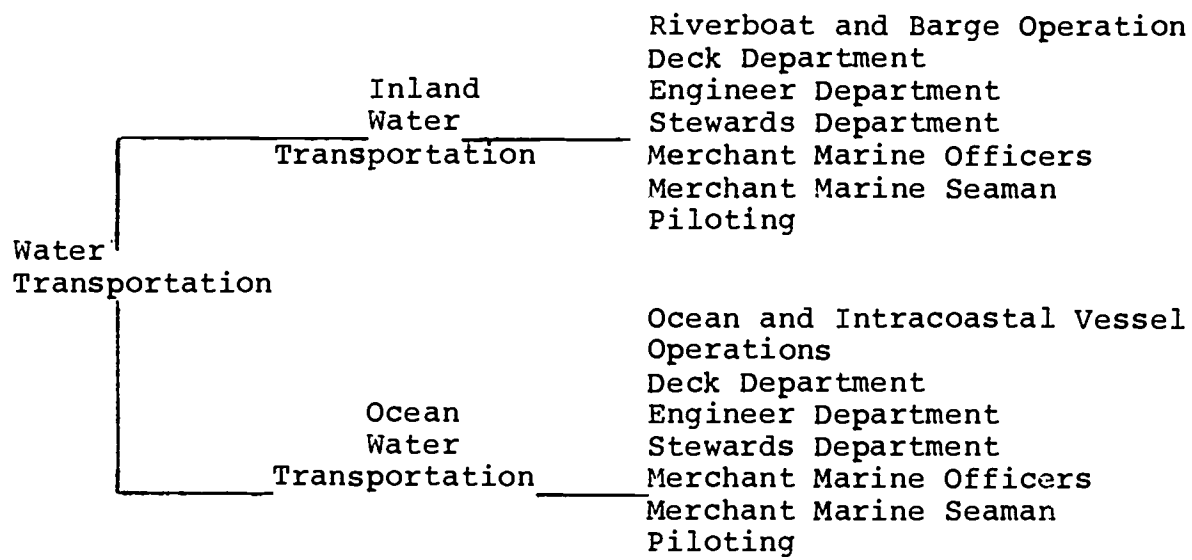 Water
Transportation
Inland
Water
Transportation
Riverboat and Barge Operation
Deck Department
Engineer Department
Stewards Department
Merchant Marine Officers
Merchant Marine Seaman
Piloting
Ocean
Water
Transportation
Ocean and Intracoastal Vessel
Operations
Deck Department
Engineer Department
Stewards Department
Merchant Marine Officers
Merchant Marine Seaman
Piloting